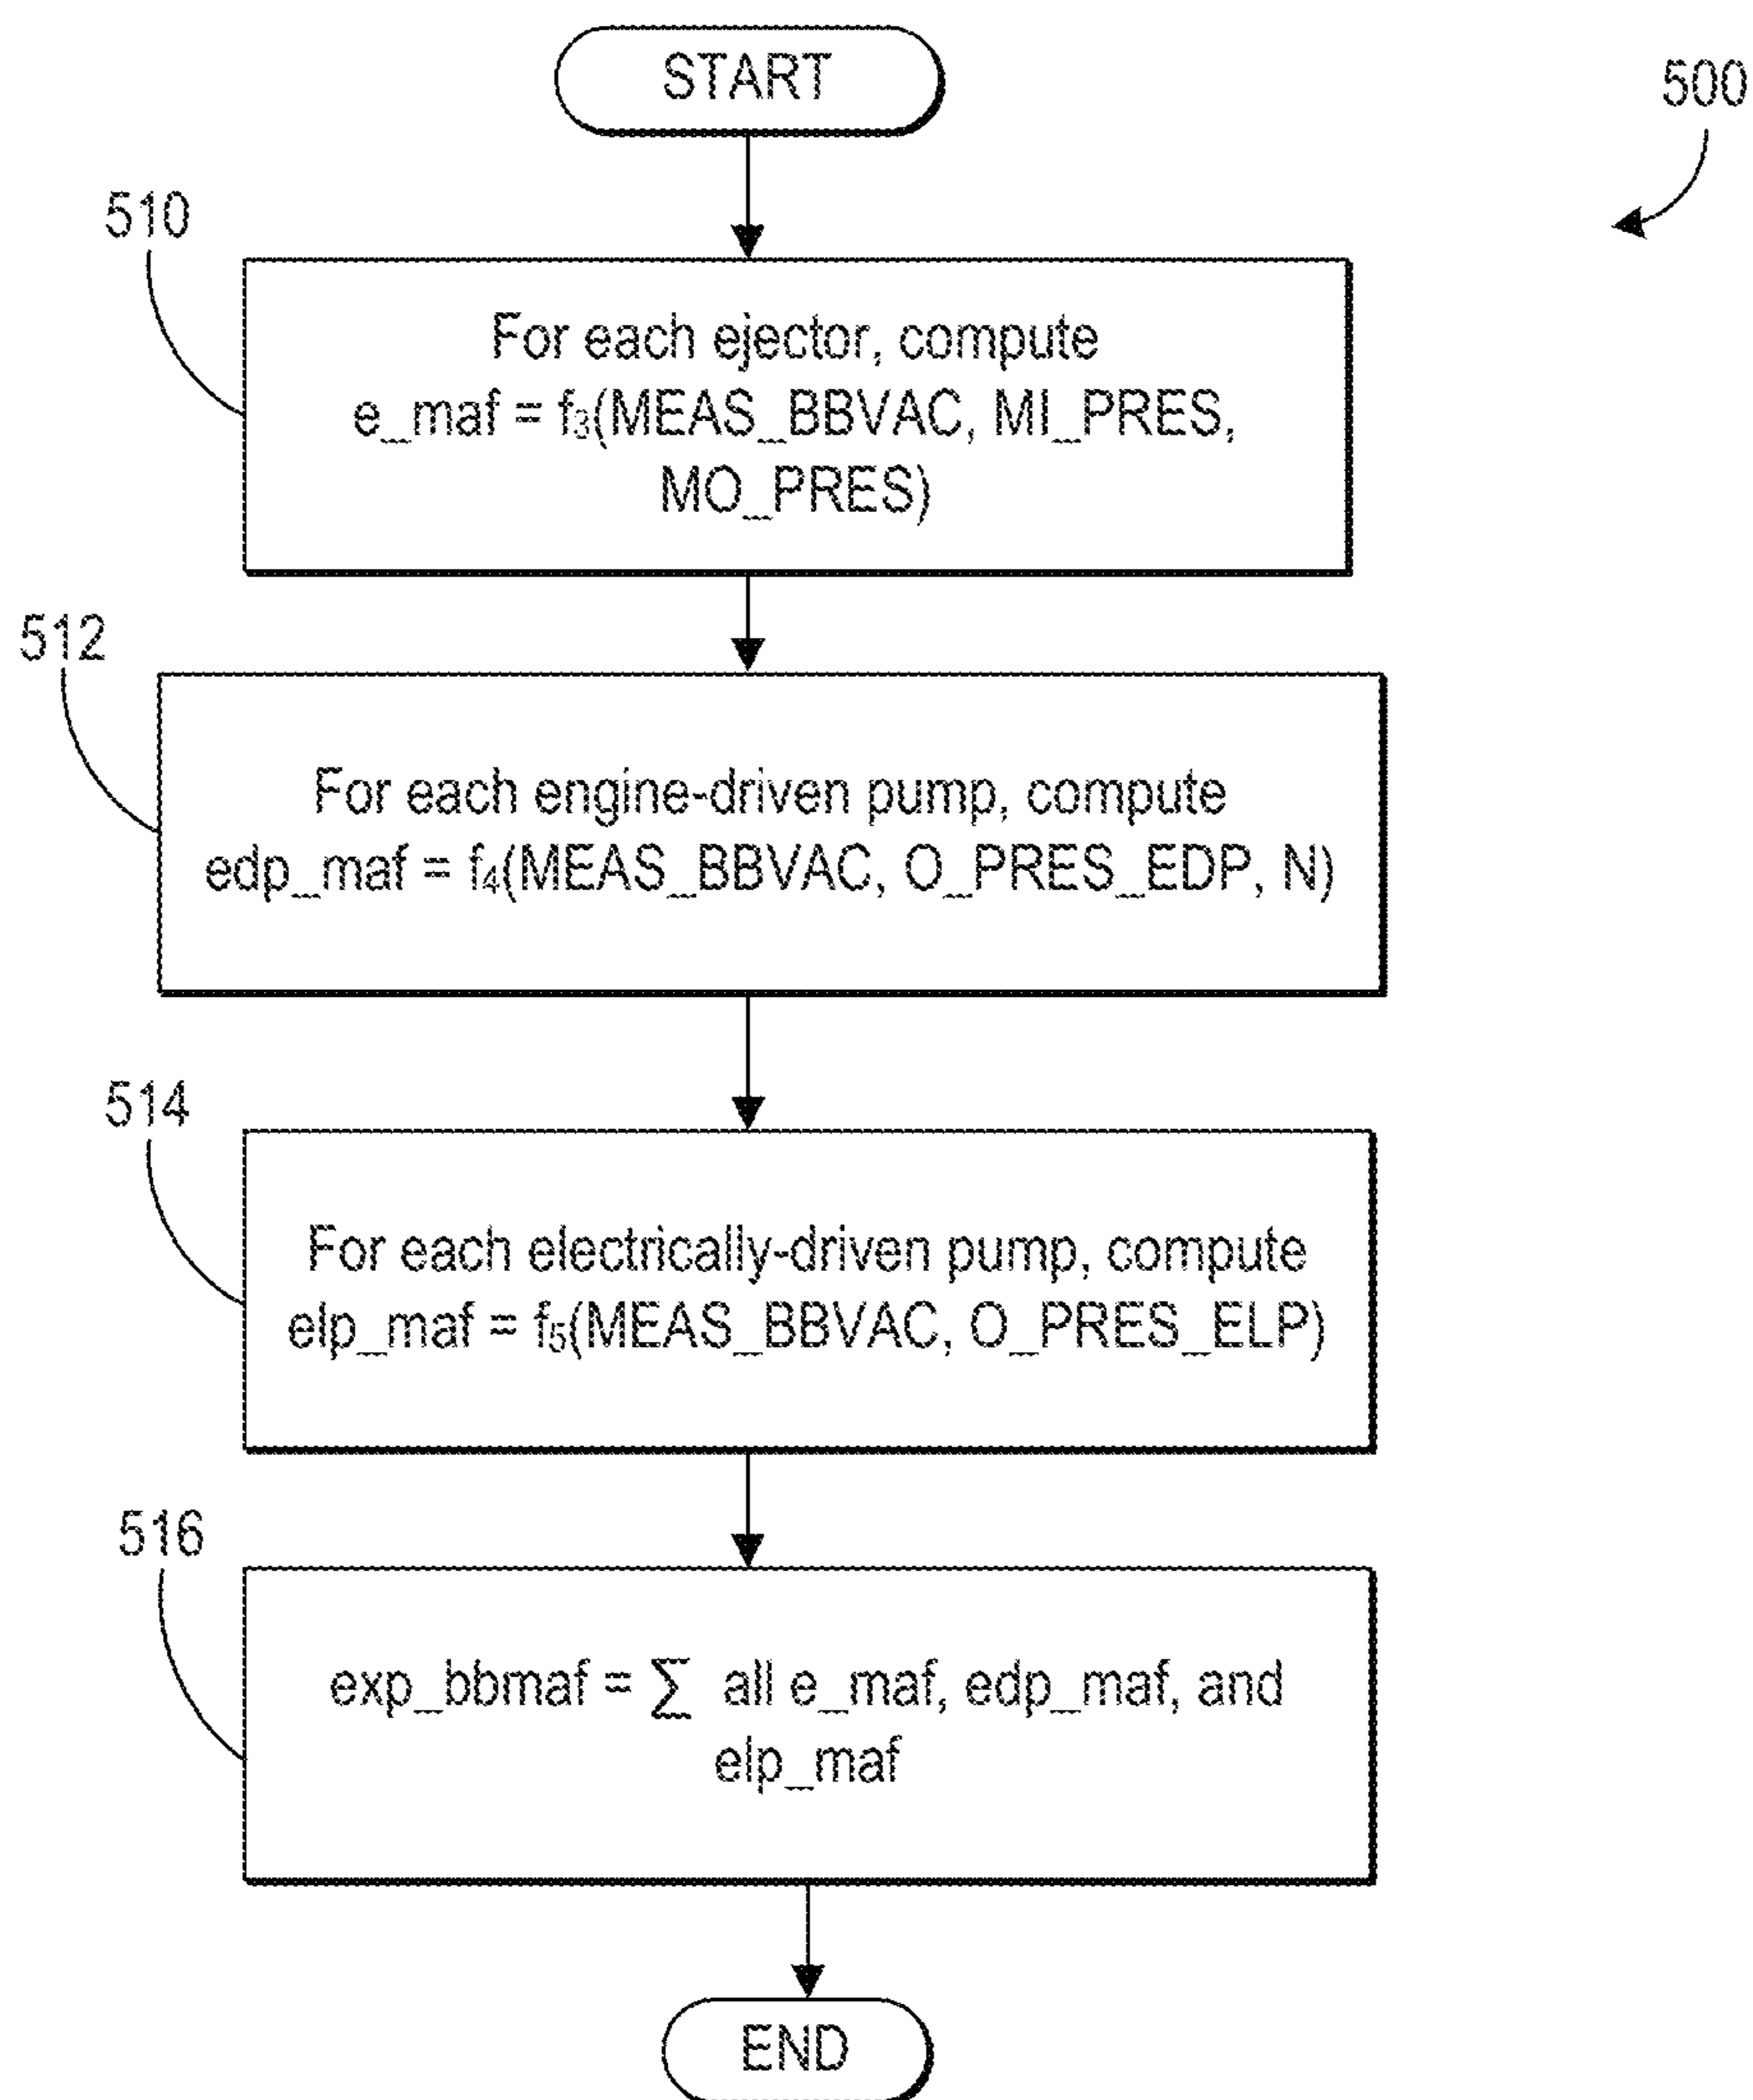 START
500
510
For each ejector, compute
e_maf = f₃(MEAS_BBVAC, MI_PRES,
MO_PRES)
512
For each engine-driven pump, compute
edp_maf = f₄(MEAS_BBVAC, O_PRES_EDP, N)
514
For each electrically-driven pump, compute
elp_maf = f₅(MEAS_BBVAC, O_PRES_ELP)
516
exp_bbmaf = ∑ all e_maf, edp_maf, and
elp_maf
END